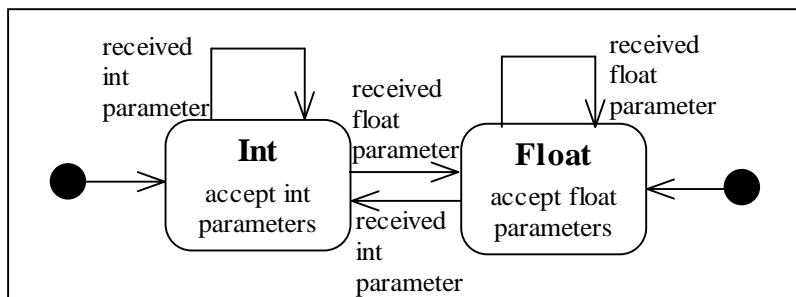 received
int
parameter
received
float
parameter
received
float
parameter
Int
accept int
parameters
Float
accept float
parameters
received
int
parameter